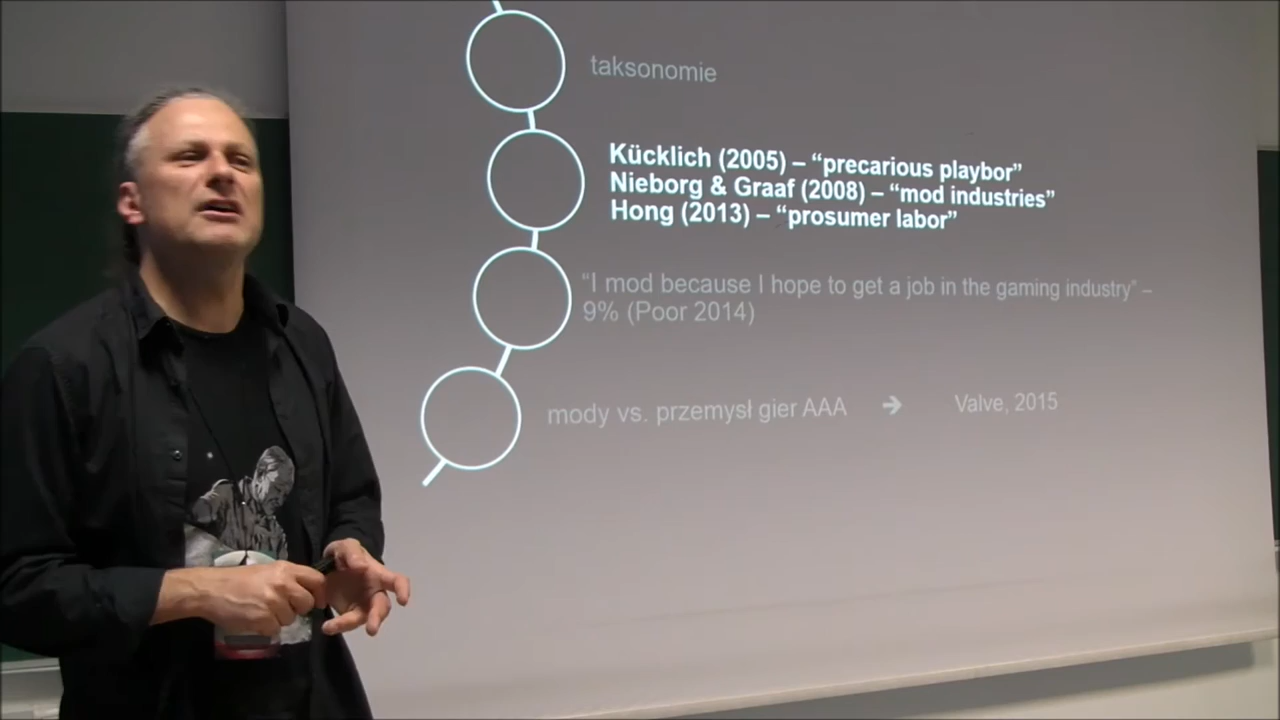 taksonomie
Kücklich (2005) – “precarious playbor”
Nieborg & Graaf (2008) – “mod industries”
Hong (2013) – “prosumer labor”
“I mod because I hope to get a job in the gaming industry” –
9% (Poor 2014)
mody vs. przemysł gier AAA ➔ Valve, 2015